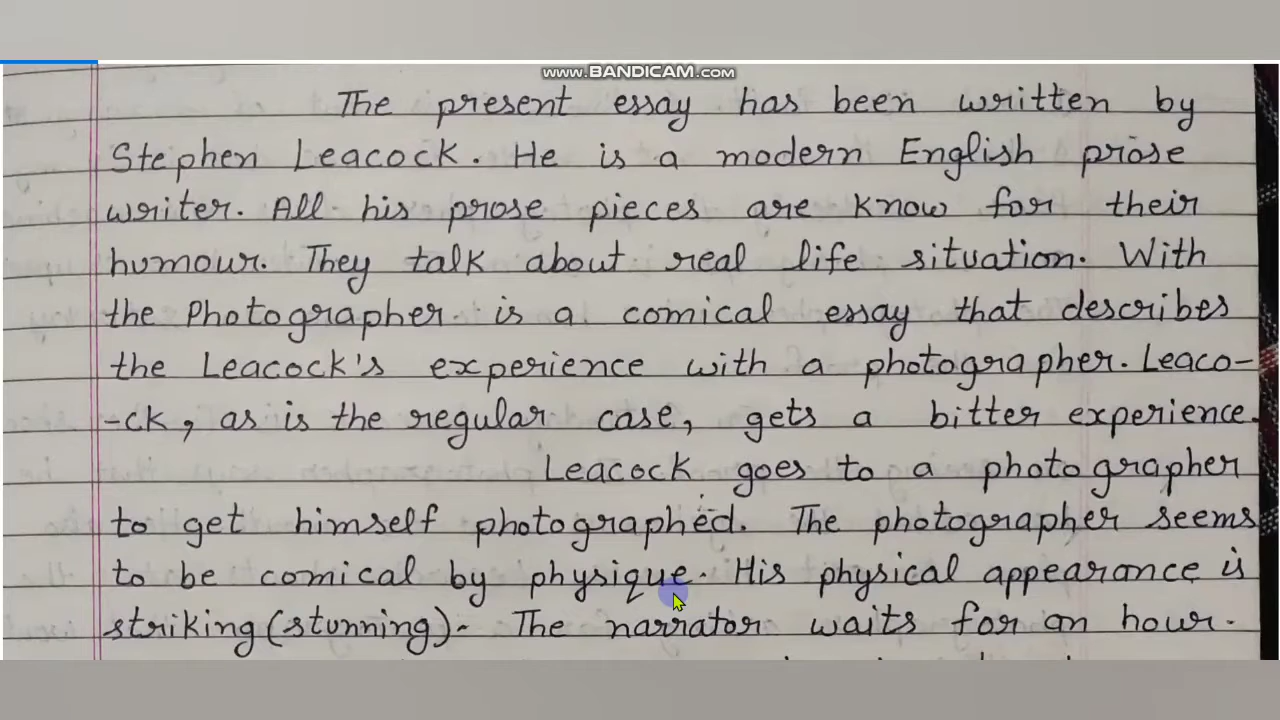 www.BANDICAM.com
The present essay has been written by
Stephen Leacock. He is a modern English prose
writer. All his prose pieces are know for their
humour. They talk about real life situation. With
the Photographer is a comical essay that describes
the Leacock's experience with a photographer. Leaco-
-ck, as is the regular case, gets a bitter experience.
Leacock goes to a photographer
to get himself photographed. The photographer seems
to be comical by physique. His physical appearance is
striking (stunning). The narrator waits for an hour.